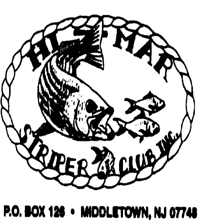 HI-MAR
STRIPER CLUB INC.
P.O. BOX 126 • MIDDLETOWN, NJ 07748